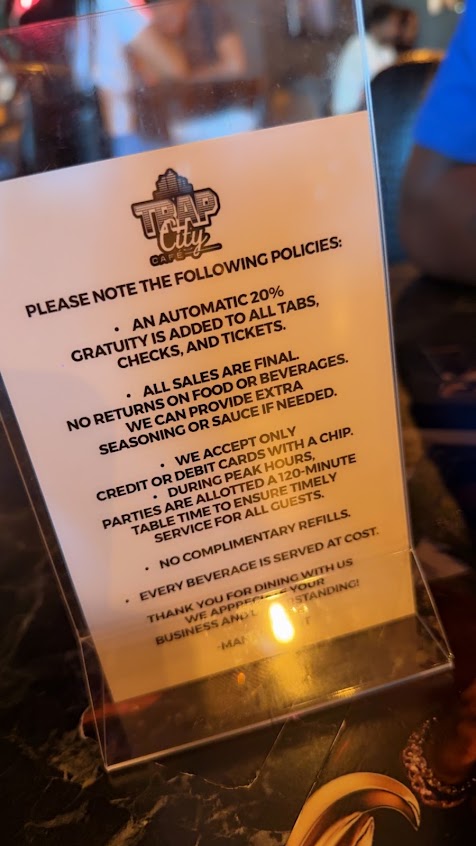 TRAP
City
CAFE
PLEASE NOTE THE FOLLOWING POLICIES:
• AN AUTOMATIC 20%
GRATUITY IS ADDED TO ALL TABS,
CHECKS, AND TICKETS.
• ALL SALES ARE FINAL.
NO RETURNS ON FOOD OR BEVERAGES.
WE CAN PROVIDE EXTRA
SEASONING OR SAUCE IF NEEDED.
• WE ACCEPT ONLY
CREDIT OR DEBIT CARDS WITH A CHIP.
• DURING PEAK HOURS,
PARTIES ARE ALLOTTED A 120-MINUTE
TABLE TIME TO ENSURE TIMELY
SERVICE FOR ALL GUESTS.
• NO COMPLIMENTARY REFILLS.
• EVERY BEVERAGE IS SERVED AT COST.
THANK YOU FOR DINING WITH US
WE APPRECIATE YOUR
BUSINESS AND